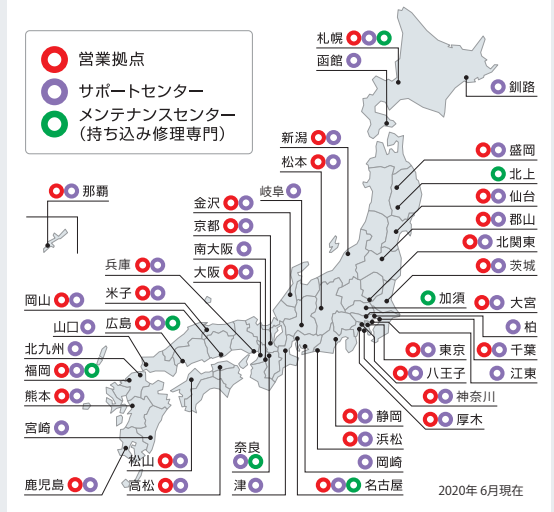 営業拠点
サポートセンター
メンテナンスセンター
（持ち込み修理専門）
札幌
函館
釧路
新潟
松本
岐阜
盛岡
北上
仙台
郡山
北関東
茨城
加須
大宮
柏
東京
千葉
八王子
江東
神奈川
厚木
那覇
金沢
京都
南大阪
大阪
兵庫
米子
広島
岡山
山口
北九州
福岡
熊本
宮崎
鹿児島
松山
高松
奈良
津
静岡
浜松
岡崎
名古屋
2020年 6月現在